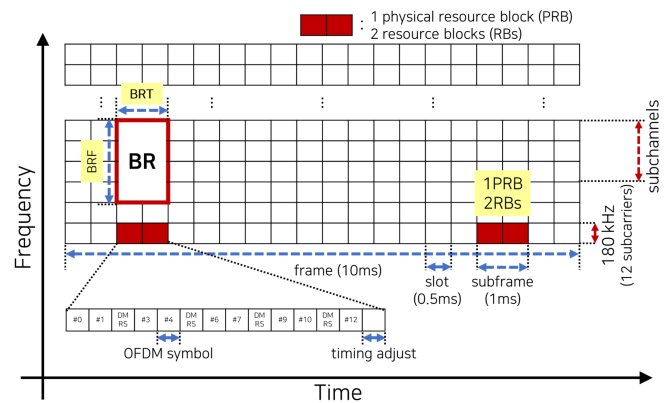 : 1 physical resource block (PRB)
2 resource blocks (RBs)
BRT
BRF
BR
1PRB
2RBs
subchannels
180 kHz
(12 subcarriers)
Frequency
frame (10ms)
slot
(0.5ms)
subframe
(1ms)
#0 #1 DM RS #3 #4 DM RS #6 #7 DM RS #9 #10 DM RS #12
OFDM symbol
timing adjust
Time